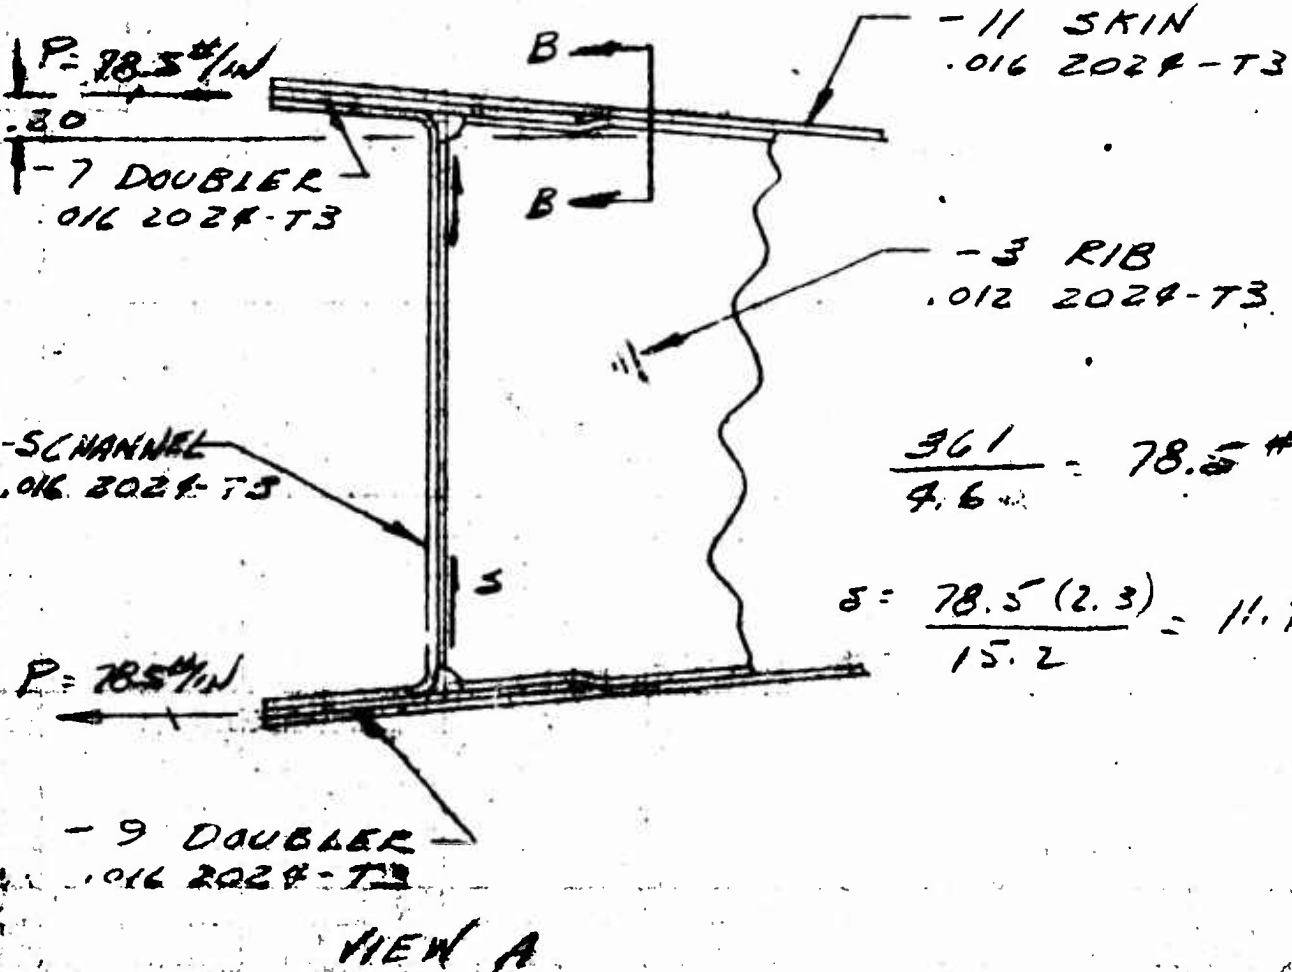 -11 SKIN
.016 2024-T3
B
P= 78.5 #/IN
-7 DOUBLER
.016 2024-T3
B
-3 RIB
.012 2024-T3
-5 CHANNEL
.016 2024-T3
361
4.6
= 78.5 #
S
δ= 78.5 (2.3)
15.2
= 11.
P= 78.5#/IN
-9 DOUBLER
.016 2024-T3
VIEW A